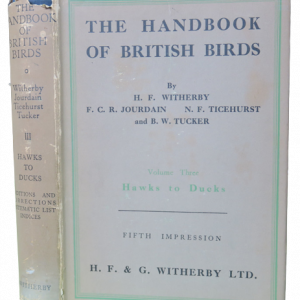 THE
HANDBOOK
OF BRITISH
BIRDS
Witherby
Jourdain
Ticehurst
Tucker
III
HAWKS
TO
DUCKS
WITHERBY
THE HANDBOOK
OF BRITISH BIRDS
By
H. F. WITHERBY
F. C. R. JOURDAIN N. F. TICEHURST
and B. W. TUCKER
Volume Three
Hawks to Ducks
FIFTH IMPRESSION
H. F. & G. WITHERBY LTD.